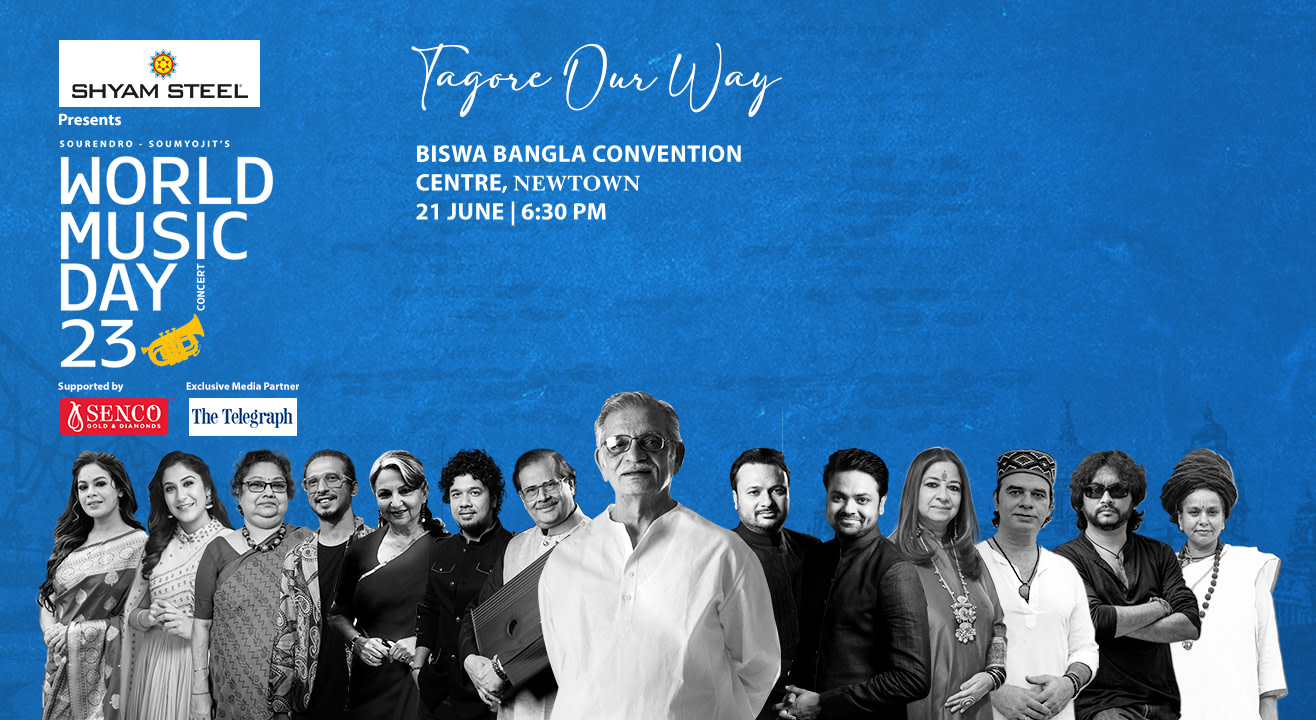 SHYAM STEEL
Presents
SOURENDRO - SOUMYOJIT'S
WORLD
MUSIC
DAY
CONCERT
23
Supported by
SENCO
GOLD & DIAMONDS
Exclusive Media Partner
The Telegraph
Tagore Our Way
BISWA BANGLA CONVENTION
CENTRE, NEWTOWN
21 JUNE | 6:30 PM